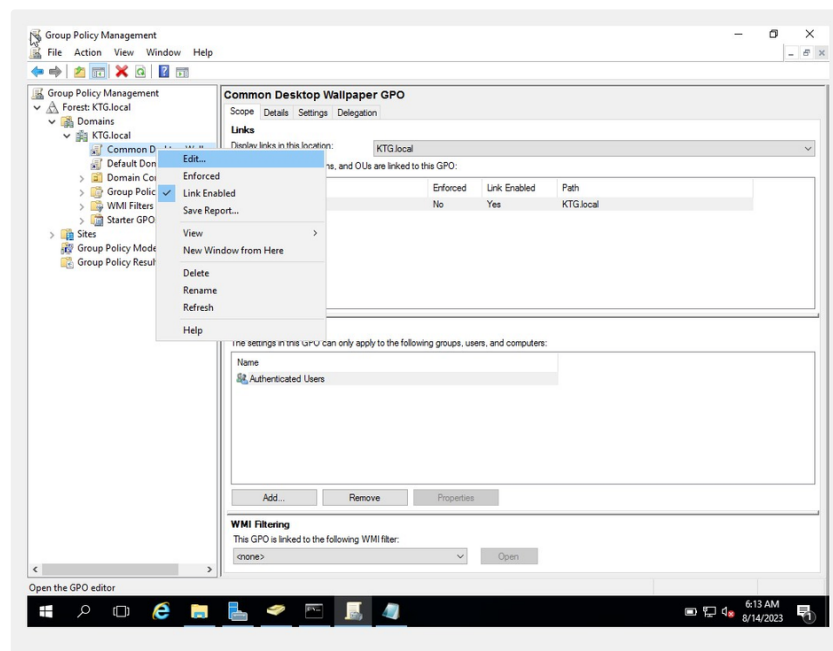 Group Policy Management
File Action View Window Help
Group Policy Management
Forest: KTG.local
Domains
KTG.local
Common
Default
Domain
Group
WMI Filters
Starter GPO
Sites
Group Policy
Group Policy
Edit...
Enforced
Link Enabled
Save Report...
View
New Window from Here
Delete
Rename
Refresh
Help
Common Desktop Wallpaper GPO
Scope Details Settings Delegation
Links
Display links in this location: KTG.local
and OUs are linked to this GPO:
Enforced Link Enabled Path
No Yes KTG.local
The settings in this GPO can only apply to the following groups, users, and computers:
Name
Authenticated Users
Add... Remove Properties
WMI Filtering
This GPO is linked to the following WMI filter:
<none> Open
Open the GPO editor
6:13 AM
8/14/2023
1